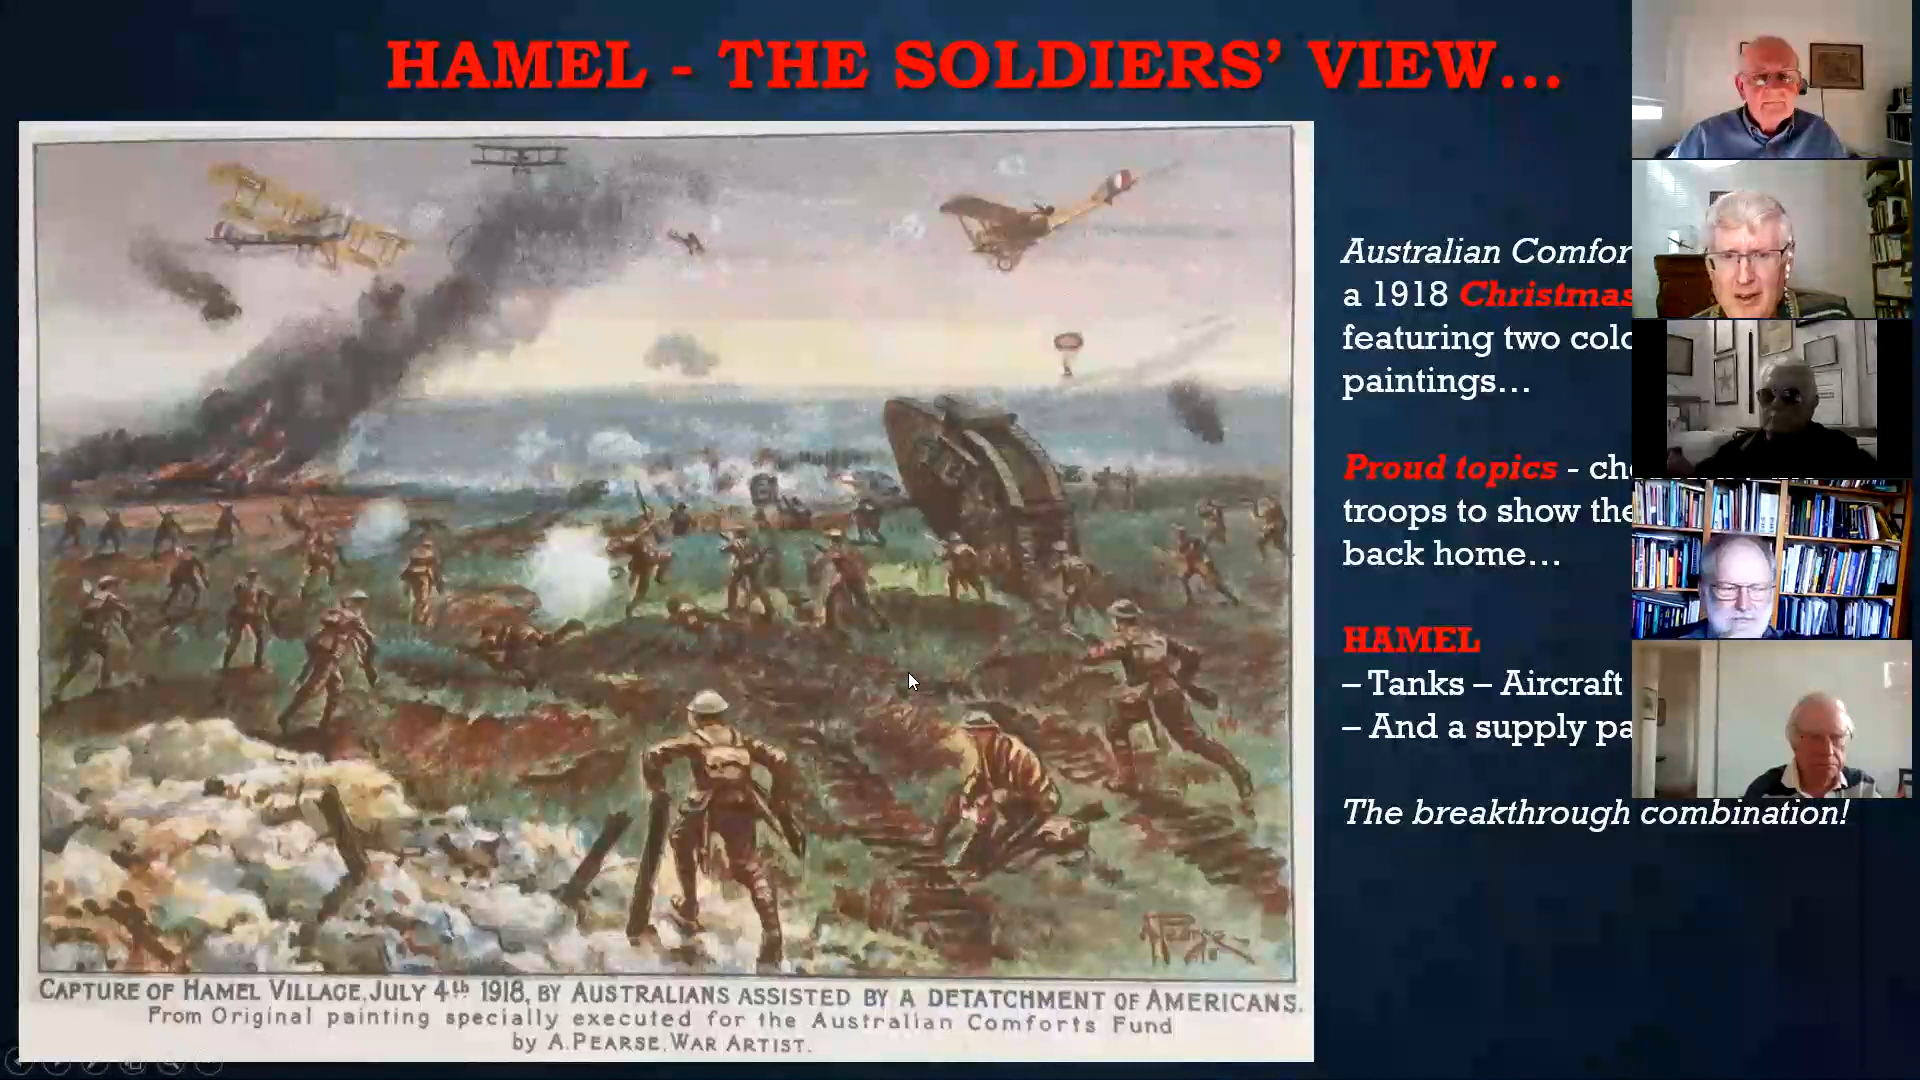 HAMEL - THE SOLDIERS’ VIEW...
Australian Comfor
a 1918 Christmas
featuring two colo
paintings...
Proud topics - ch
troops to show the
back home...
HAMEL
– Tanks – Aircraft
– And a supply pa
The breakthrough combination!
CAPTURE OF HAMEL VILLAGE, JULY 4th 1918, BY AUSTRALIANS ASSISTED BY A DETATCHMENT OF AMERICANS.
From Original painting specially executed for the Australian Comforts Fund
by A. PEARSE. WAR ARTIST.